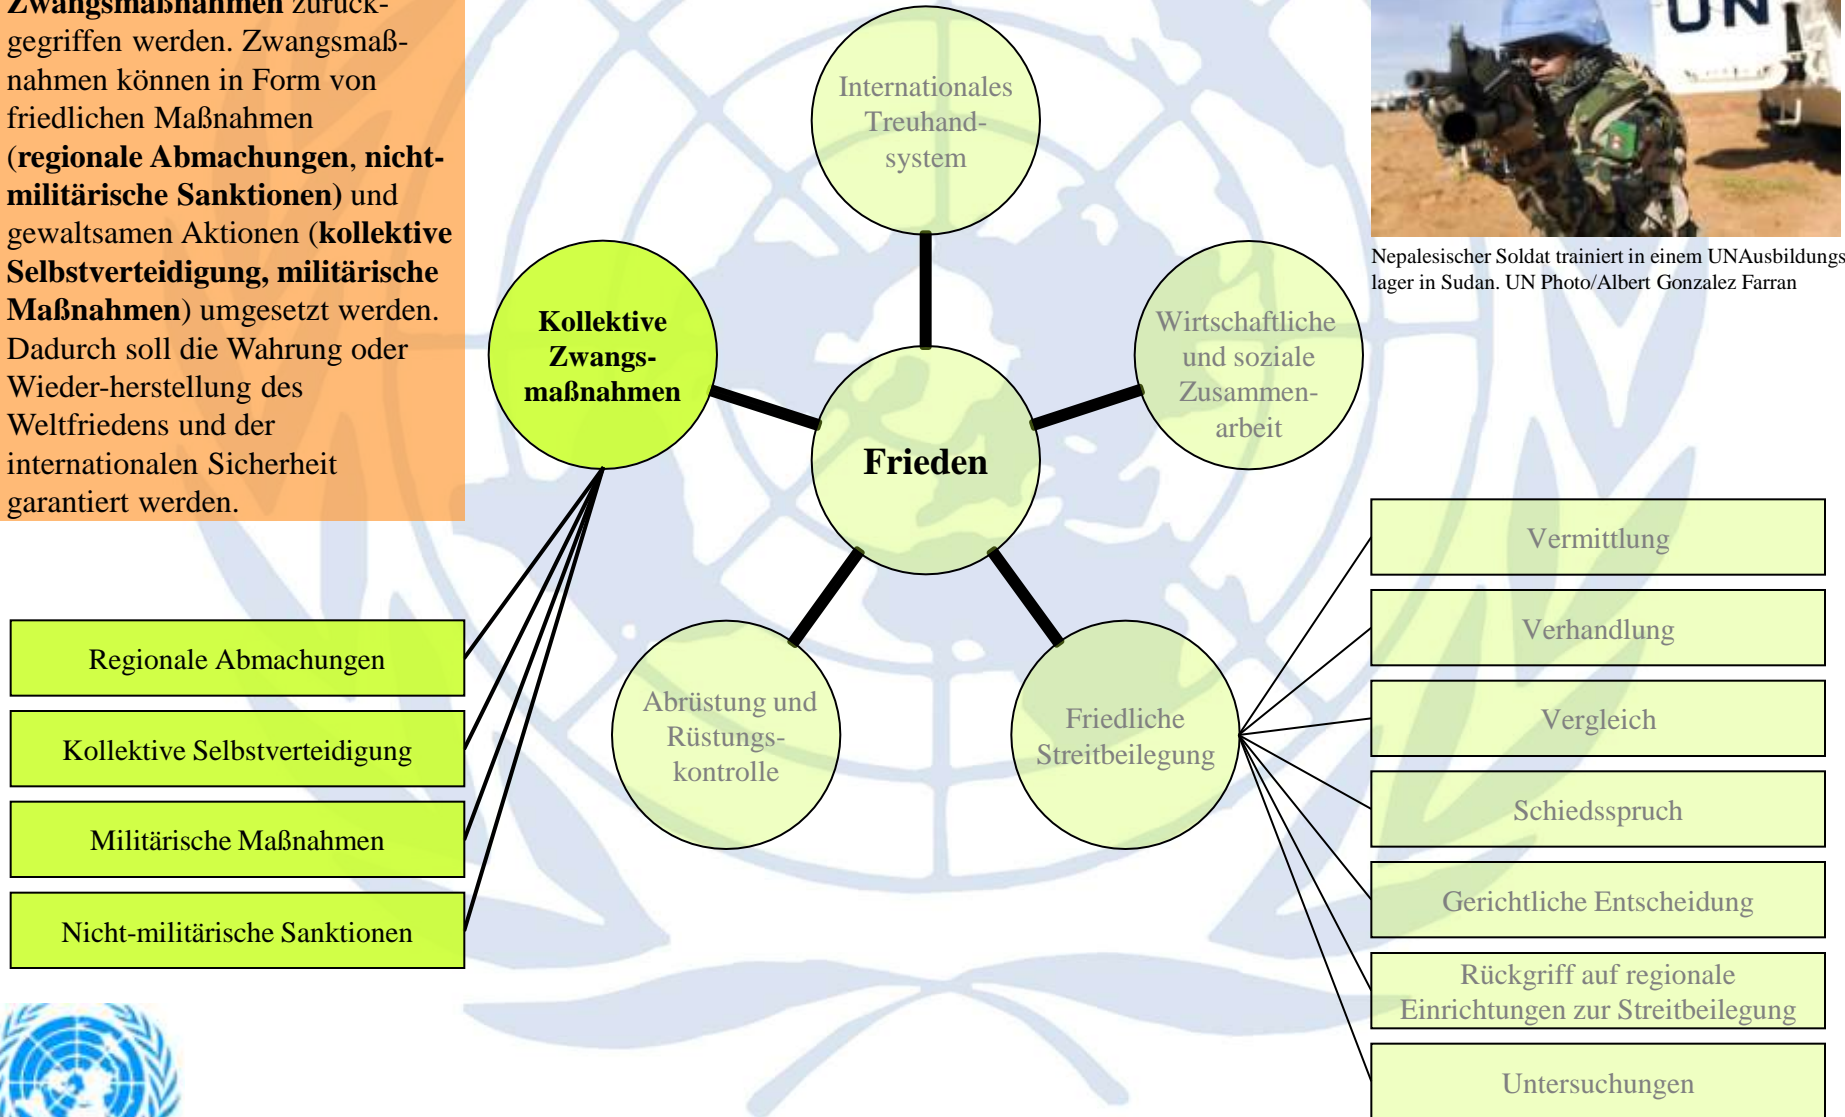 Zwangsmaßnahmen zurück-
gegriffen werden. Zwangsmaß-
nahmen können in Form von
friedlichen Maßnahmen
(regionale Abmachungen, nicht-
militärische Sanktionen) und
gewaltsamen Aktionen (kollektive
Selbstverteidigung, militärische
Maßnahmen) umgesetzt werden.
Dadurch soll die Wahrung oder
Wieder-herstellung des
Weltfriedens und der
internationalen Sicherheit
garantiert werden.
Internationales
Treuhand-
system
UN
Nepalesischer Soldat trainiert in einem UNAusbildungs
lager in Sudan. UN Photo/Albert Gonzalez Farran
Kollektive
Zwangs-
maßnahmen
Wirtschaftliche
und soziale
Zusammen-
arbeit
Frieden
Abrüstung und
Rüstungs-
kontrolle
Friedliche
Streitbeilegung
Regionale Abmachungen
Kollektive Selbstverteidigung
Militärische Maßnahmen
Nicht-militärische Sanktionen
Vermittlung
Verhandlung
Vergleich
Schiedsspruch
Gerichtliche Entscheidung
Rückgriff auf regionale
Einrichtungen zur Streitbeilegung
Untersuchungen